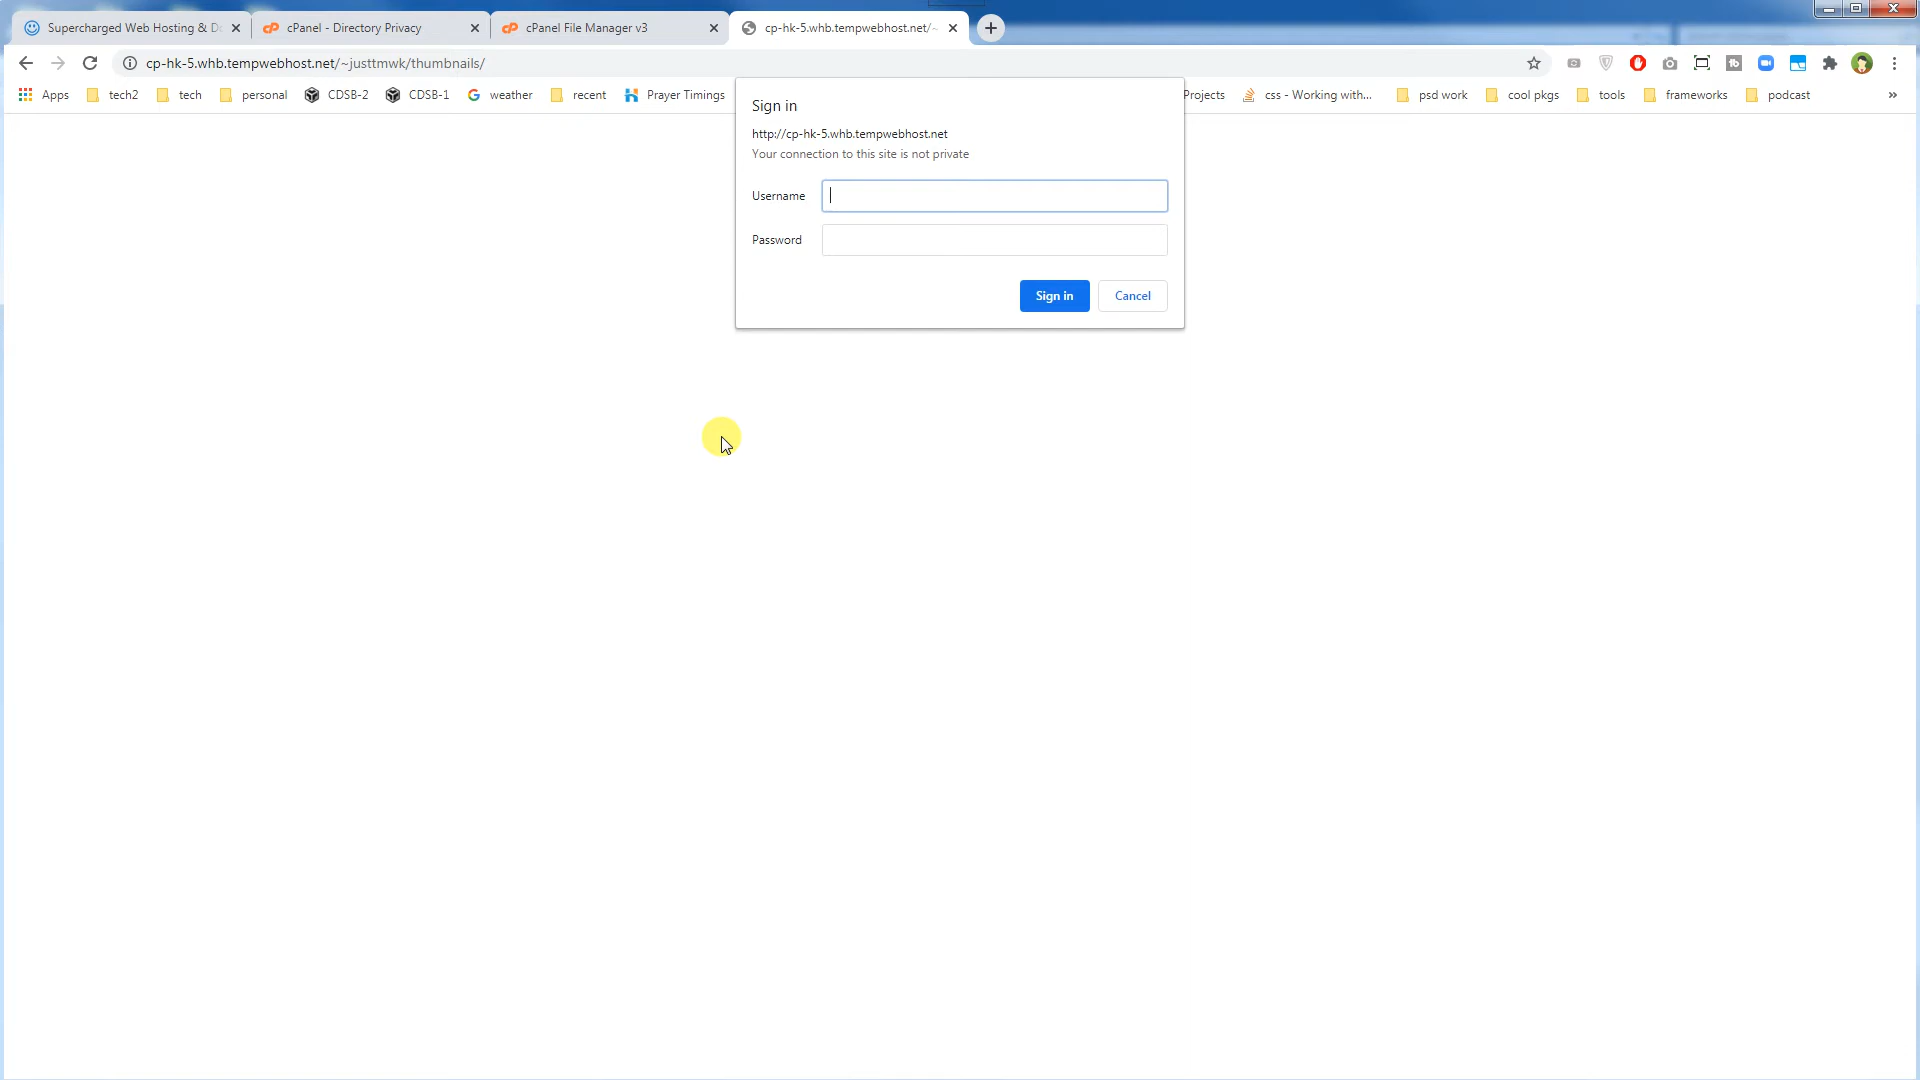 Supercharged Web Hosting & Do
cPanel - Directory Privacy
cPanel File Manager v3
cp-hk-5.whb.tempwebhost.net/~
cp-hk-5.whb.tempwebhost.net/~justtmwk/thumbnails/
Apps tech2 tech personal CDSB-2 CDSB-1 weather recent Prayer Timings Projects css - Working with... psd work cool pkgs tools frameworks podcast »
Sign in
http://cp-hk-5.whb.tempwebhost.net
Your connection to this site is not private
Username
Password
Sign in Cancel